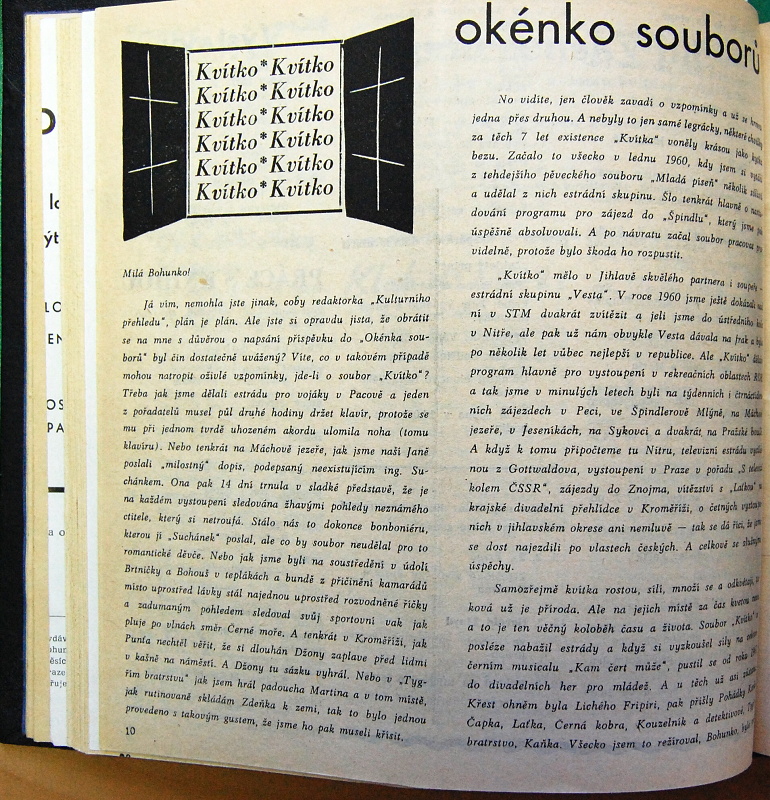 okénko souborů
Kvítko*Kvítko
Kvítko*Kvítko
Kvítko*Kvítko
Kvítko*Kvítko
Kvítko*Kvítko
Kvítko*Kvítko
Milá Bohunko!
Já vím, nemohla jste jinak, coby redaktorka „Kulturního
přehledu", plán je plán. Ale jste si opravdu jista, že obrátit
se na mne s důvěrou o napsání příspěvku do „Okénka sou-
borů" byl čin dostatečně uvážený? Víte, co v takovém případě
mohou natropit oživlé vzpomínky, jde-li o soubor „Kvítko"?
Třeba jak jsme dělali estrádu pro vojáky v Pacově a jeden
z pořadatelů musel půl druhé hodiny držet klavír, protože se
mu při jednom tvrdě uhozeném akordu ulomila noha (tomu
klavíru). Nebo tenkrát na Máchově jezeře, jak jsme naší Janě
poslali „milostný" dopis, podepsaný neexistujícím ing. Su-
chánkem. Ona pak 14 dní trnula v sladké představě, že je
na každém vystoupení sledována žhavými pohledy neznámého
ctitele, který si netroufá. Stálo nás to dokonce bonboniéru,
kterou jí „Suchánek" poslal, ale co by soubor neudělal pro to
romantické děvče. Nebo jak jsme byli na soustředění v údolí
Brtničky a Bohouš v teplákách a bundě z přičinění kamarádů
místo uprostřed lávky stál najednou uprostřed rozvodněné říčky
a zadumaným pohledem sledoval svůj sportovní vak jak
pluje po vlnách směr Černé moře. A tenkrát v Kroměříži, jak
Punťa nechtěl věřit, že si dlouhán Džony zaplave před lidmi
v kašně na náměstí. A Džony tu sázku vyhrál. Nebo v „Tyg-
řím bratrstvu" jak jsem hrál padoucha Martina a v tom místě,
jak rutinovaně skládám Zdeňka k zemi, tak to bylo jednou
provedeno s takovým gustem, že jsme ho pak museli křísit.
10
No vidíte, jen člověk zavadí o vzpomínky a už se
jedna přes druhou. A nebyly to jen samé legrácky, některé
za těch 7 let existence „Kvítka" voněly krásou jako
bezu. Začalo to všecko v lednu 1960, kdy jsem si
z tehdejšího pěveckého souboru „Mladá píseň" několik
a udělal z nich estrádní skupinu. Šlo tenkrát hlavně o
dování programu pro zájezd do „Špindlu", který jsme
úspěšně absolvovali. A po návratu začal soubor pracovat
videlně, protože bylo škoda ho rozpustit.
„Kvítko" mělo v Jihlavě skvělého partnera i soupeře –
estrádní skupinu „Vesta". V roce 1960 jsme ještě dokázali
ní v STM dvakrát zvítězit a jeli jsme do ústředního
v Nitře, ale pak už nám obvykle Vesta dávala na frak a
po několik let vůbec nejlepší v republice. Ale „Kvítko"
program hlavně pro vystoupení v rekreačních oblastech
a tak jsme v minulých letech byli na týdenních i
ních zájezdech v Peci, ve Špindlerově Mlýně, na
jezeře, v Jeseníkách, na Sykovci a dvakrát na Pražské
A když k tomu připočteme tu Nitru, televizní estrádu
nou z Gottwaldova, vystoupení v Praze v pořadu „S
kolem ČSSR", zájezdy do Znojma, vítězství s „Laťkou"
krajské divadelní přehlídce v Kroměříži, o četných
ních v jihlavském okrese ani nemluvě — tak se dá říci, že
se dost najezdili po vlastech českých. A celkově se
úspěchy.
Samozřejmě kvítka rostou, sílí, množí se a
ková už je příroda. Ale na jejich místě za čas kvetou
a to je ten věčný koloběh času a života. Soubor „Kvítko"
posléze nabažil estrády a když si vyzkoušel síly na
černím musicalu „Kam čert může", pustil se od roku
do divadelních her pro mládež. A u těch už asi
Křest ohněm byla Lichého Fripiri, pak přišly Pohádky
Čapka, Laťka, Černá kobra, Kouzelník a detektivové,
bratrstvo, Kaňka. Všecko jsem to režíroval, Bohunko,